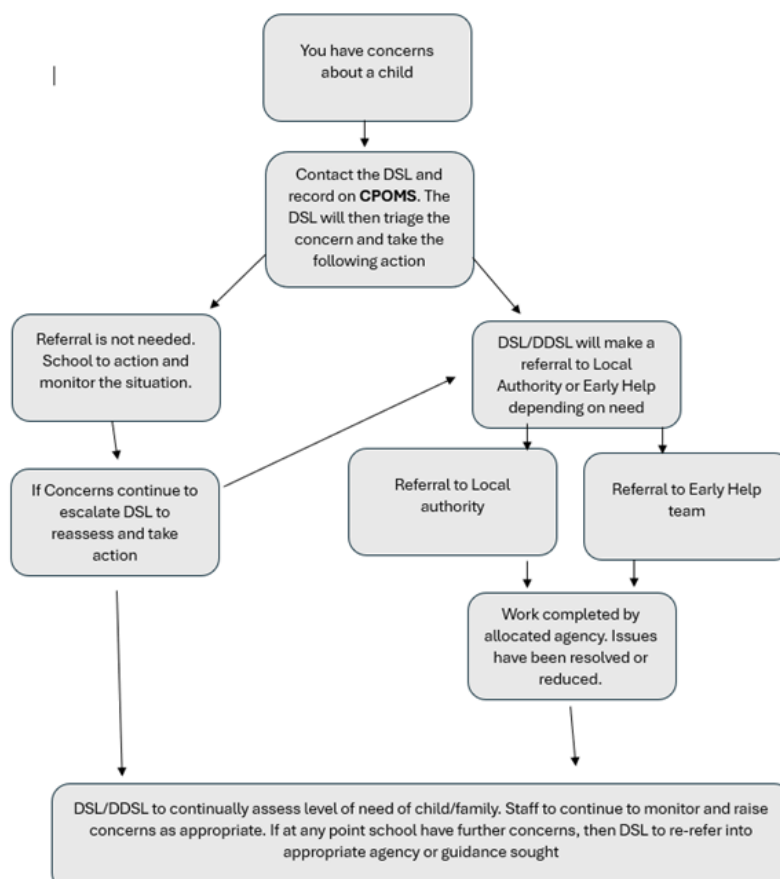 You have concerns
about a child
Contact the DSL and
record on CPOMS. The
DSL will then triage the
concern and take the
following action
Referral is not needed.
School to action and
monitor the situation.
DSL/DDSL will make a
referral to Local
Authority or Early Help
depending on need
If Concerns continue to
escalate DSL to
reassess and take
action
Referral to Local
authority
Referral to Early Help
team
Work completed by
allocated agency. Issues
have been resolved or
reduced.
DSL/DDSL to continually assess level of need of child/family. Staff to continue to monitor and raise
concerns as appropriate. If at any point school have further concerns, then DSL to re-refer into
appropriate agency or guidance sought